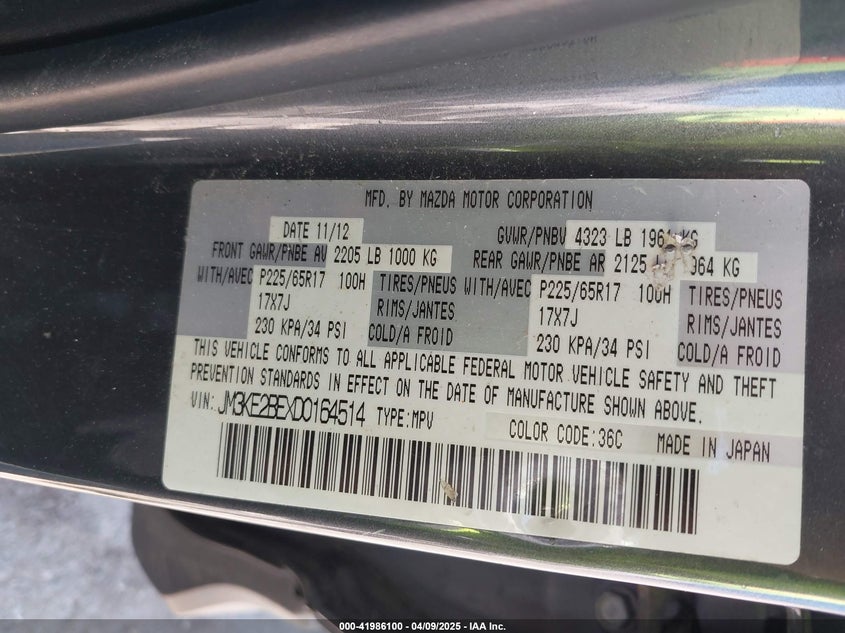 MFD. BY MAZDA MOTOR CORPORATION
DATE 11/12 GVWR/PNBV 4323 LB 1961 KG
FRONT GAWR/PNBE AV 2205 LB 1000 KG REAR GAWR/PNBE AR 2125 964 KG
WITH/AVEC P225/65R17 100H TIRES/PNEUS WITH/AVEC P225/65R17 100H TIRES/PNEUS
17X7J RIMS/JANTES 17X7J RIMS/JANTES
230 KPA/34 PSI COLD/A FROID 230 KPA/34 PSI COLD/A FROID
THIS VEHICLE CONFORMS TO ALL APPLICABLE FEDERAL MOTOR VEHICLE SAFETY AND THEFT
PREVENTION STANDARDS IN EFFECT ON THE DATE OF MANUFACTURE SHOWN ABOVE.
VIN: JM3KE2BEXD0164514 TYPE:MPV COLOR CODE:36C MADE IN JAPAN
000-41986100 - 04/09/2025 - IAA Inc.